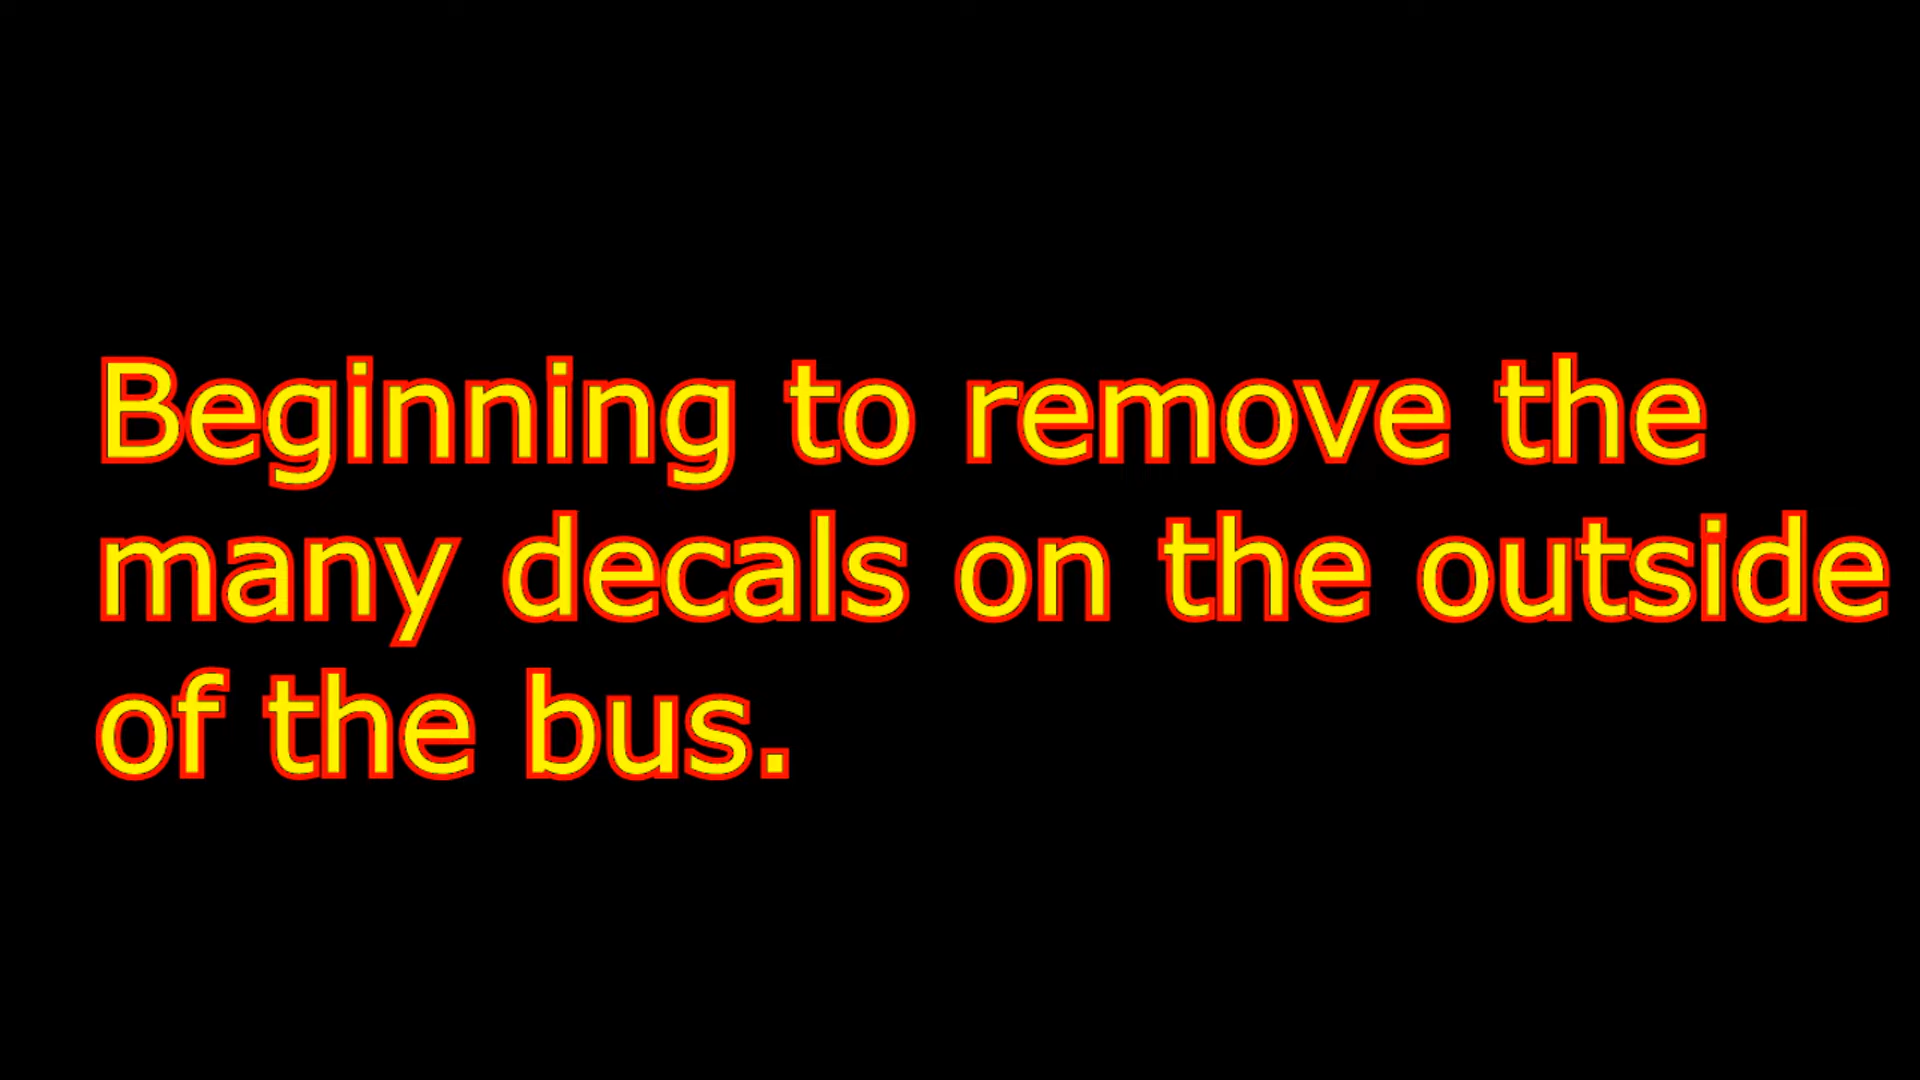 Beginning to remove the
many decals on the outside
of the bus.